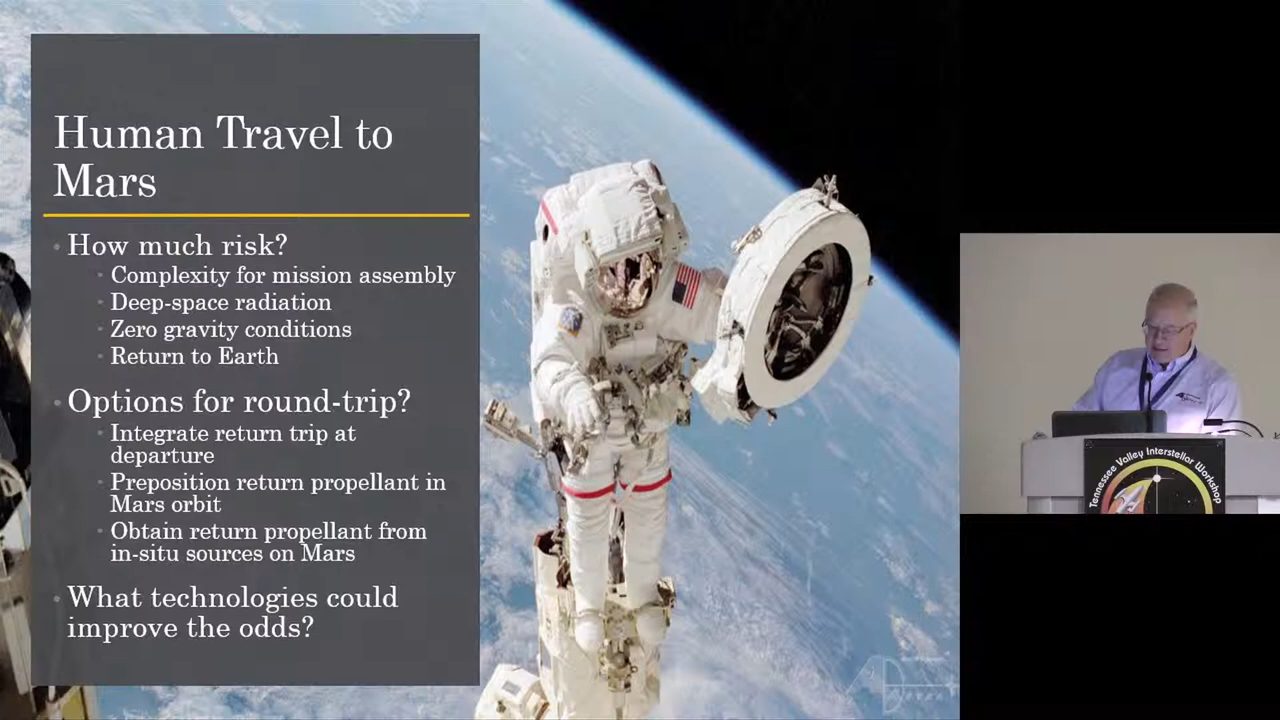 Human Travel to
Mars
How much risk?
Complexity for mission assembly
Deep-space radiation
Zero gravity conditions
Return to Earth
Options for round-trip?
Integrate return trip at
departure
Preposition return propellant in
Mars orbit
Obtain return propellant from
in-situ sources on Mars
What technologies could
improve the odds?
Tennessee Valley Interstellar Workshop